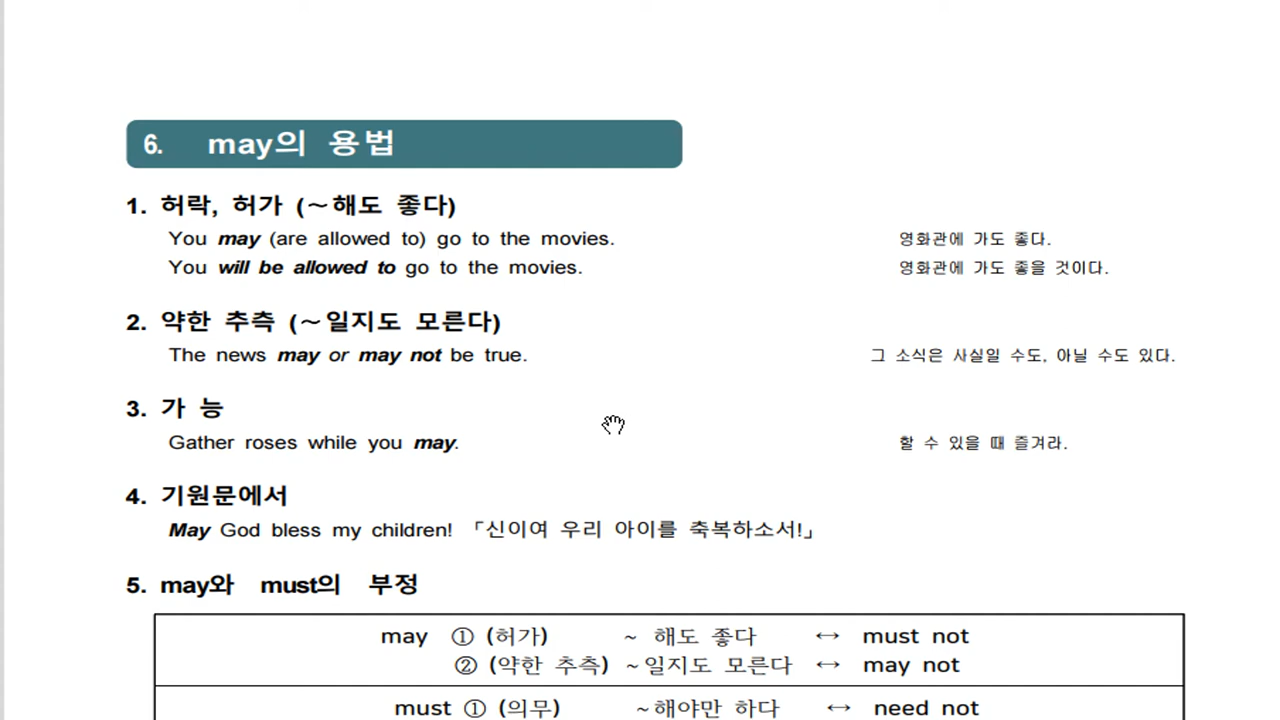 6. may의 용법
1. 허락, 허가 (~해도 좋다)
You may (are allowed to) go to the movies. 영화관에 가도 좋다.
You will be allowed to go to the movies. 영화관에 가도 좋을 것이다.
2. 약한 추측 (~일지도 모른다)
The news may or may not be true. 그 소식은 사실일 수도, 아닐 수도 있다.
3. 가 능
Gather roses while you may. 할 수 있을 때 즐겨라.
4. 기원문에서
May God bless my children! 「신이여 우리 아이를 축복하소서!」
5. may와 must의 부정
may ① (허가) ~ 해도 좋다 ↔ must not
② (약한 추측) ~일지도 모른다 ↔ may not
must ① (의무) ~해야만 하다 ↔ need not